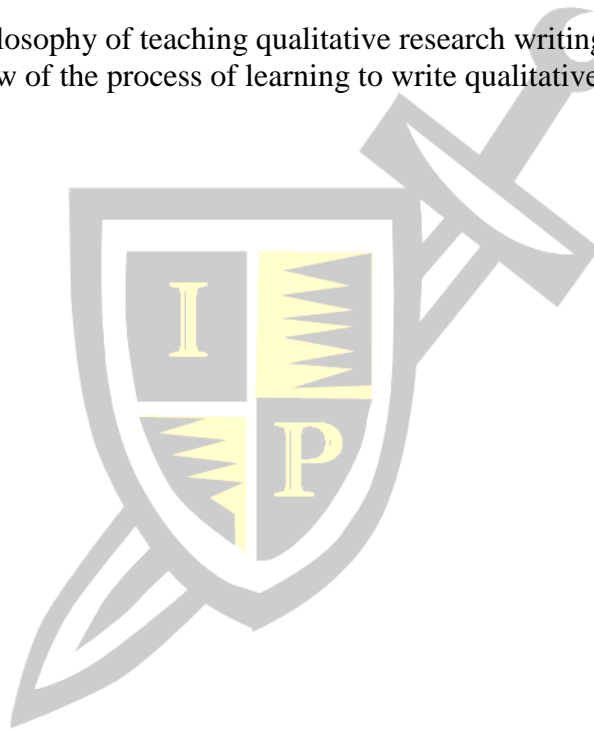 losophy of teaching qualitative research writing
w of the process of learning to write qualitative
I
P